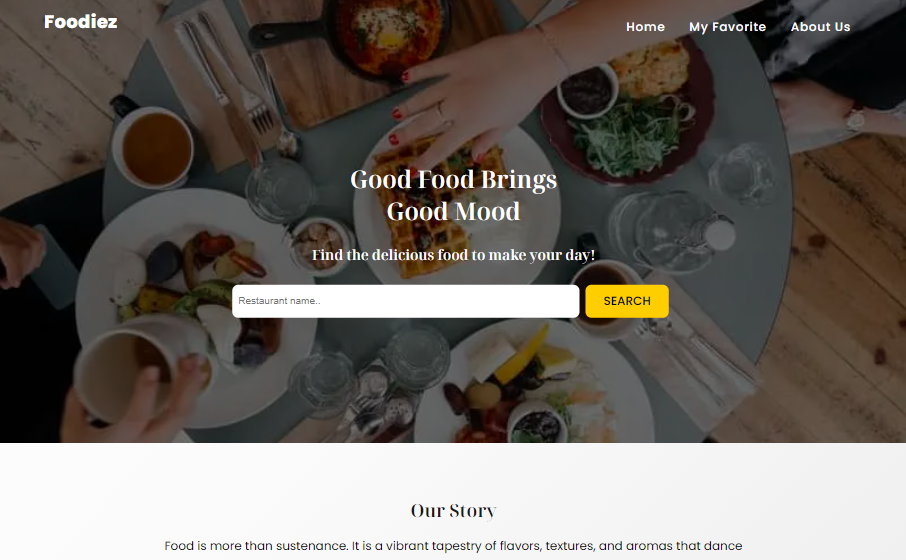 Foodiez
Home My Favorite About Us
Good Food Brings
Good Mood
Find the delicious food to make your day!
Restaurant name..
SEARCH
Our Story
Food is more than sustenance. It is a vibrant tapestry of flavors, textures, and aromas that dance